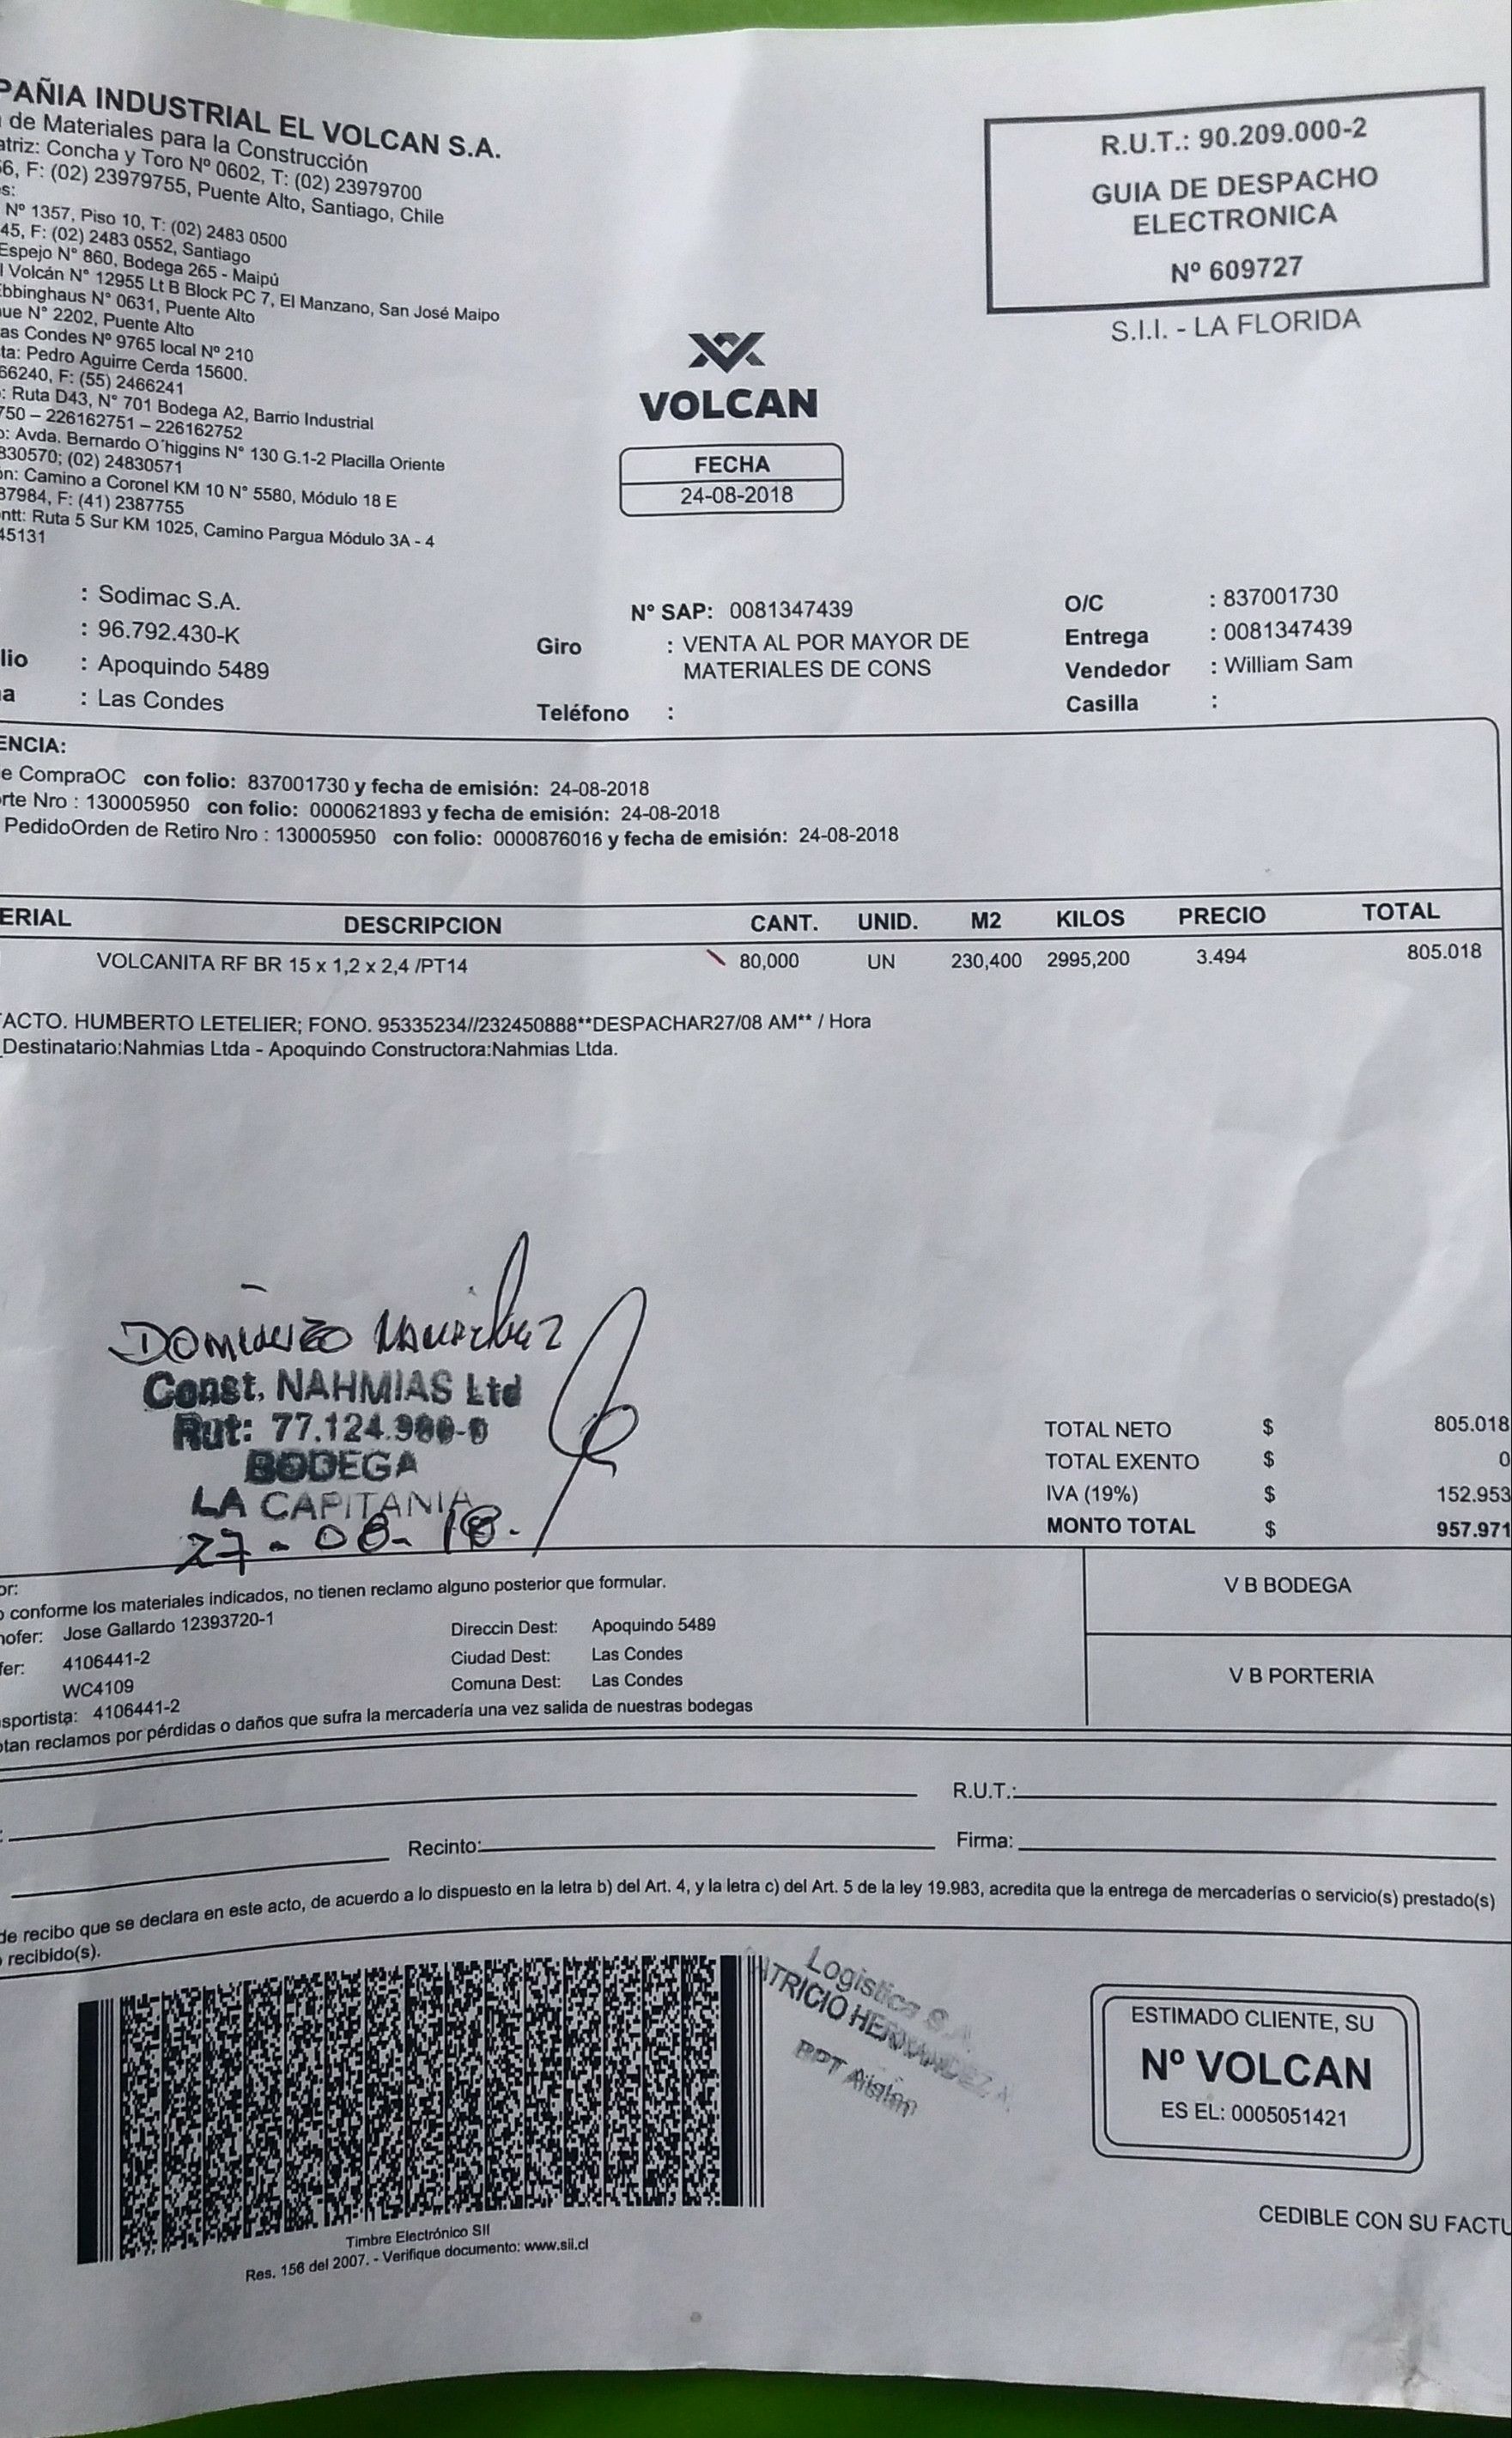 PAÑIA INDUSTRIAL EL VOLCAN S.A.
de Materiales para la Construcción
atriz: Concha y Toro Nº 0602, T: (02) 23979700
56, F: (02) 23979755, Puente Alto, Santiago, Chile
s:
Nº 1357, Piso 10, T: (02) 2483 0500
45, F: (02) 2483 0552, Santiago
Espejo N° 860, Bodega 265 - Maipú
l Volcán N° 12955 Lt B Block PC 7, El Manzano, San José Maipo
Ebbinghaus N° 0631, Puente Alto
ue N° 2202, Puente Alto
as Condes Nº 9765 local Nº 210
ta: Pedro Aguirre Cerda 15600.
66240, F: (55) 2466241
: Ruta D43, N° 701 Bodega A2, Barrio Industrial
750 – 226162751 – 226162752
o: Avda. Bernardo O´higgins N° 130 G.1-2 Placilla Oriente
830570; (02) 24830571
ón: Camino a Coronel KM 10 N° 5580, Módulo 18 E
87984, F: (41) 2387755
ntt: Ruta 5 Sur KM 1025, Camino Pargua Módulo 3A - 4
45131
R.U.T.: 90.209.000-2
GUIA DE DESPACHO
ELECTRONICA
Nº 609727
S.I.I. - LA FLORIDA
VOLCAN
FECHA
24-08-2018
: Sodimac S.A.
: 96.792.430-K
lio : Apoquindo 5489
a : Las Condes
Nº SAP: 0081347439
Giro : VENTA AL POR MAYOR DE
MATERIALES DE CONS
Teléfono :
O/C : 837001730
Entrega : 0081347439
Vendedor : William Sam
Casilla :
ENCIA:
e CompraOC con folio: 837001730 y fecha de emisión: 24-08-2018
rte Nro : 130005950 con folio: 0000621893 y fecha de emisión: 24-08-2018
PedidoOrden de Retiro Nro : 130005950 con folio: 0000876016 y fecha de emisión: 24-08-2018
ERIAL DESCRIPCION CANT. UNID. M2 KILOS PRECIO TOTAL
VOLCANITA RF BR 15 x 1,2 x 2,4 /PT14 80,000 UN 230,400 2995,200 3.494 805.018
TACTO. HUMBERTO LETELIER; FONO. 95335234//232450888**DESPACHAR27/08 AM** / Hora
_Destinatario:Nahmias Ltda - Apoquindo Constructora:Nahmias Ltda.
Const. NAHMIAS Ltd
Rut: 77.124.900-0
BODEGA
LA CAPITANIA
27-08-18.
TOTAL NETO $ 805.018
TOTAL EXENTO $ 0
IVA (19%) $ 152.953
MONTO TOTAL $ 957.971
or:
o conforme los materiales indicados, no tienen reclamo alguno posterior que formular.
hofer: Jose Gallardo 12393720-1
fer: 4106441-2
WC4109
sportista: 4106441-2
Direccin Dest: Apoquindo 5489
Ciudad Dest: Las Condes
Comuna Dest: Las Condes
V B BODEGA
V B PORTERIA
ptan reclamos por pérdidas o daños que sufra la mercadería una vez salida de nuestras bodegas
R.U.T.:
:
Recinto:
Firma:
de recibo que se declara en este acto, de acuerdo a lo dispuesto en la letra b) del Art. 4, y la letra c) del Art. 5 de la ley 19.983, acredita que la entrega de mercaderías o servicio(s) prestado(s)
recibido(s).
Logistica S.A.
ATRICIO HERNANDEZ
BPT Aislan
ESTIMADO CLIENTE, SU
Nº VOLCAN
ES EL: 0005051421
Timbre Electrónico SII
Res. 156 del 2007. - Verifique documento: www.sii.cl
CEDIBLE CON SU FACTU